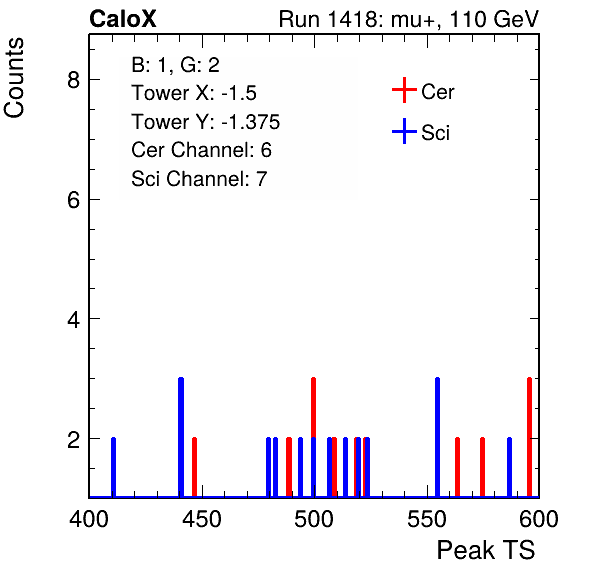 CaloX Run 1418: mu+, 110 GeV
Counts
B: 1, G: 2
Tower X: -1.5
Tower Y: -1.375
Cer Channel: 6
Sci Channel: 7
Cer
Sci
8
6
4
2
400 450 500 550 600
Peak TS